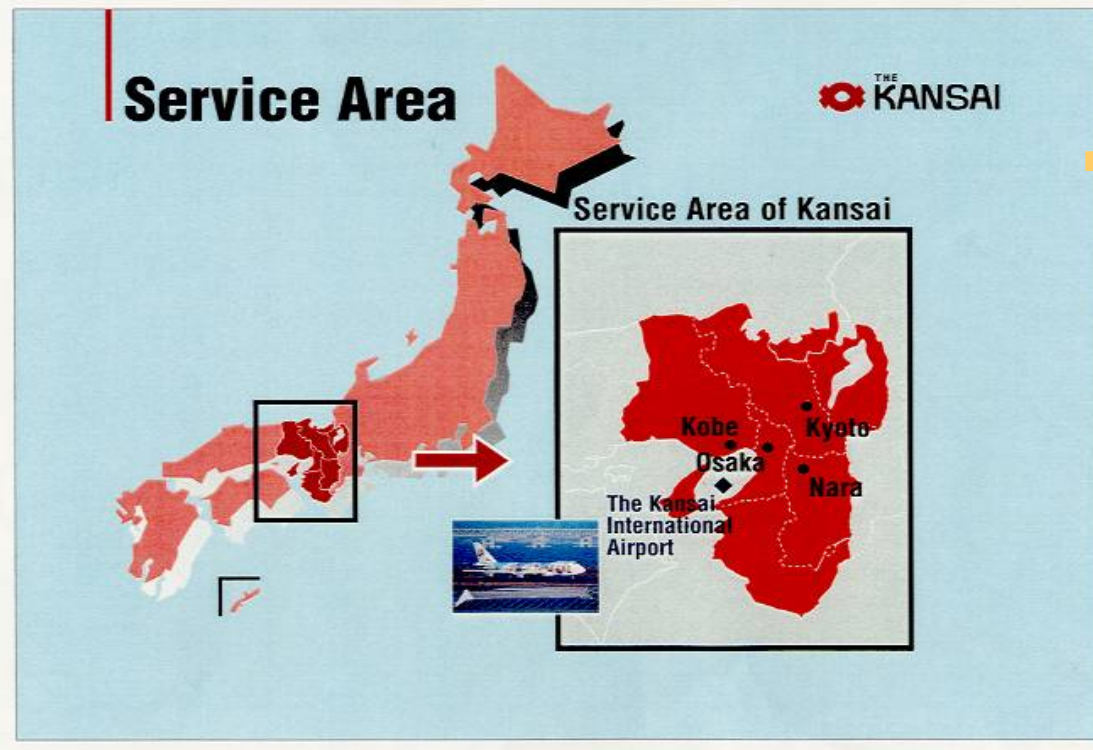 Service Area
THE
KANSAI
Service Area of Kansai
Kobe
Kyoto
Osaka
Nara
The Kansai
International
Airport